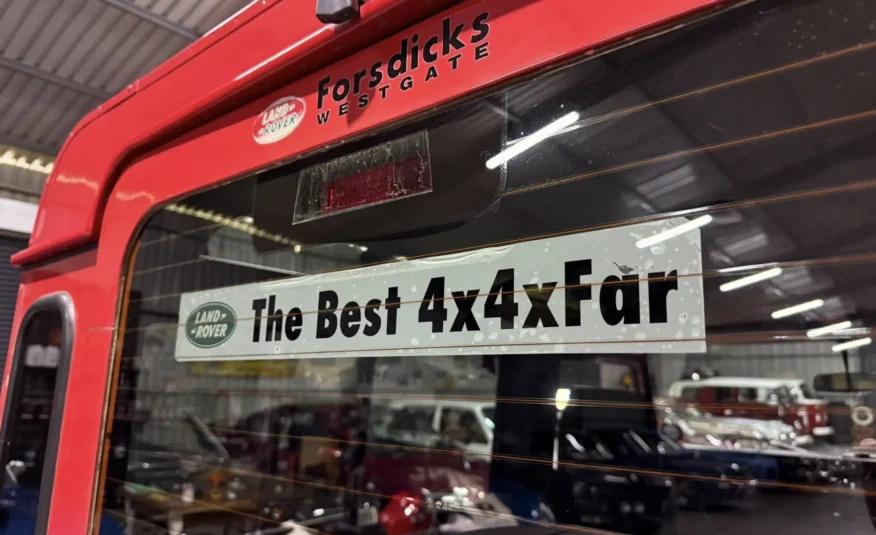 Forsdicks
WESTGATE
LAND
ROVER
LAND
ROVER
The Best 4x4xFar